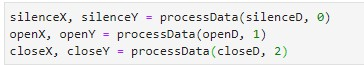 silenceX, silenceY = processData(silenceD, 0)
openX, openY = processData(openD, 1)
closeX, closeY = processData(closeD, 2)